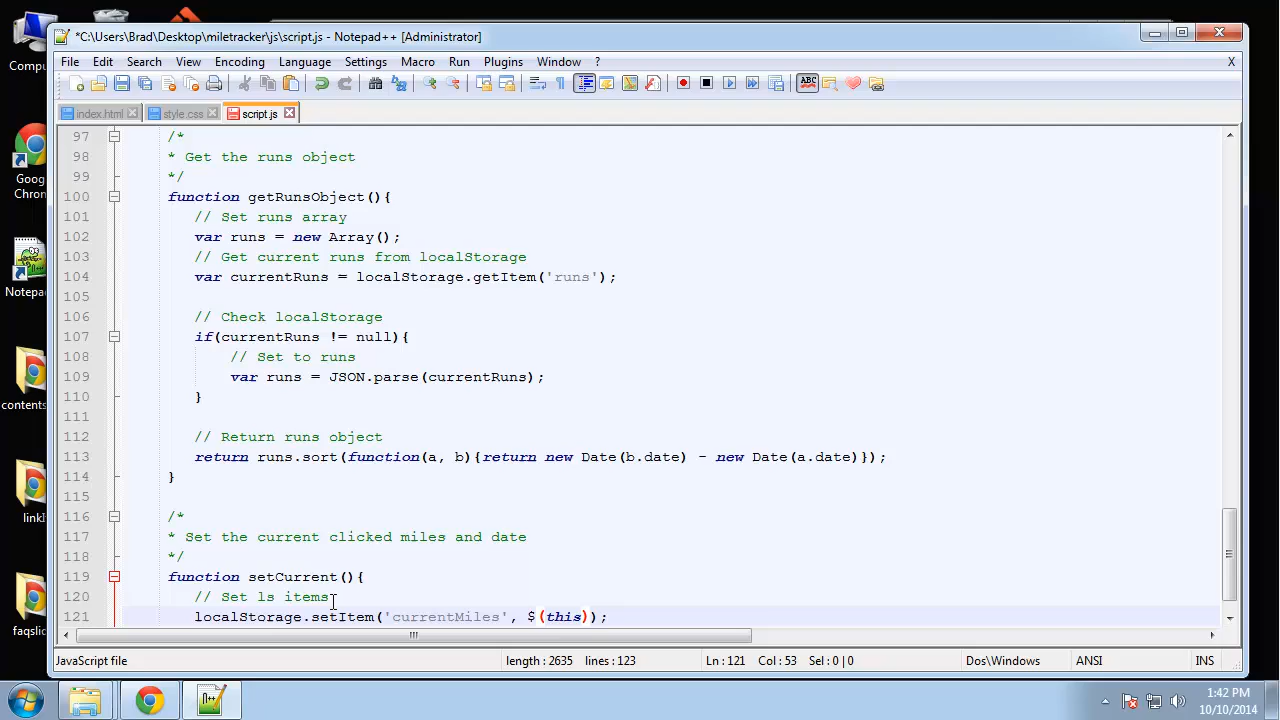 Compu
*C:\Users\Brad\Desktop\miletracker\js\script.js - Notepad++ [Administrator]
File Edit Search View Encoding Language Settings Macro Run Plugins Window ? X
index.html style.css script.js
97 /*
98 * Get the runs object
99 */
100 function getRunsObject(){
101 // Set runs array
102 var runs = new Array();
103 // Get current runs from localStorage
104 var currentRuns = localStorage.getItem('runs');
105
106 // Check localStorage
107 if(currentRuns != null){
108 // Set to runs
109 var runs = JSON.parse(currentRuns);
110 }
111
112 // Return runs object
113 return runs.sort(function(a, b){return new Date(b.date) - new Date(a.date)});
114 }
115
116 /*
117 * Set the current clicked miles and date
118 */
119 function setCurrent(){
120 // Set ls items
121 localStorage.setItem('currentMiles', $(this));
Goog
Chron
Notepa
contents
linkl
faqslid
JavaScript file length : 2635 lines : 123 Ln : 121 Col : 53 Sel : 0 | 0 Dos\Windows ANSI INS
1:42 PM
10/10/2014